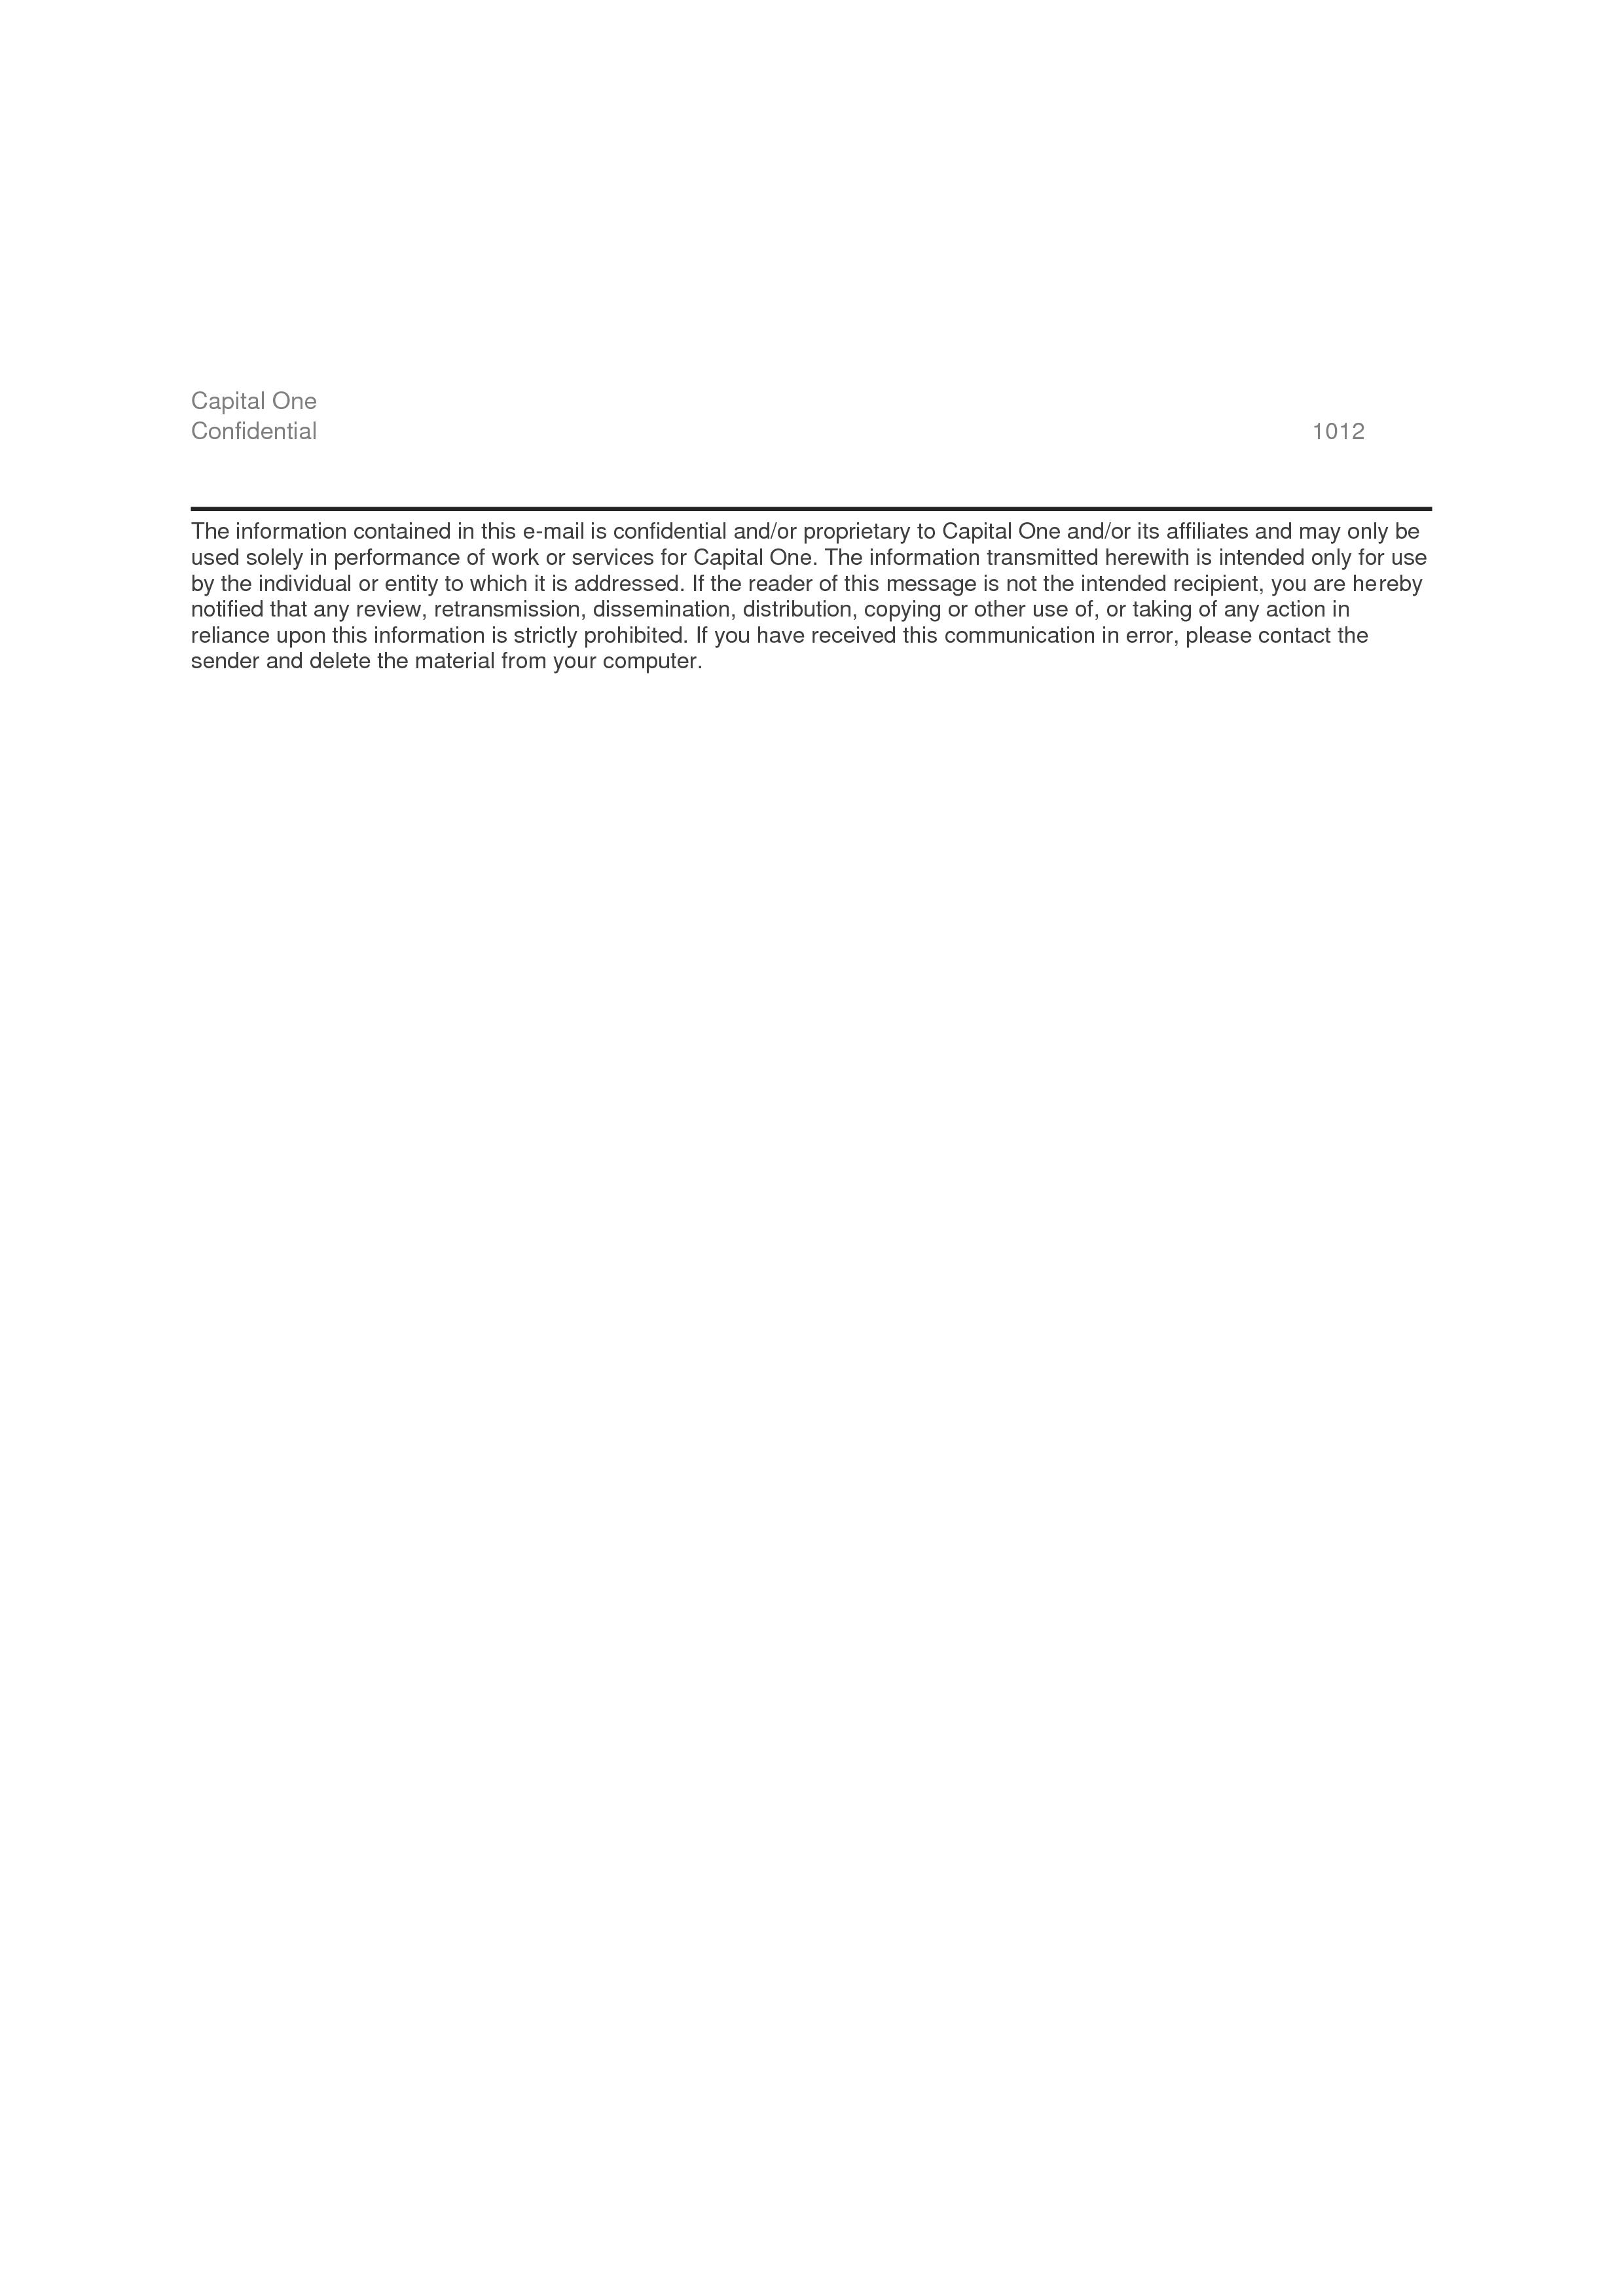 Capital One
Confidential 1012
The information contained in this e-mail is confidential and/or proprietary to Capital One and/or its affiliates and may only be
used solely in performance of work or services for Capital One. The information transmitted herewith is intended only for use
by the individual or entity to which it is addressed. If the reader of this message is not the intended recipient, you are hereby
notified that any review, retransmission, dissemination, distribution, copying or other use of, or taking of any action in
reliance upon this information is strictly prohibited. If you have received this communication in error, please contact the
sender and delete the material from your computer.